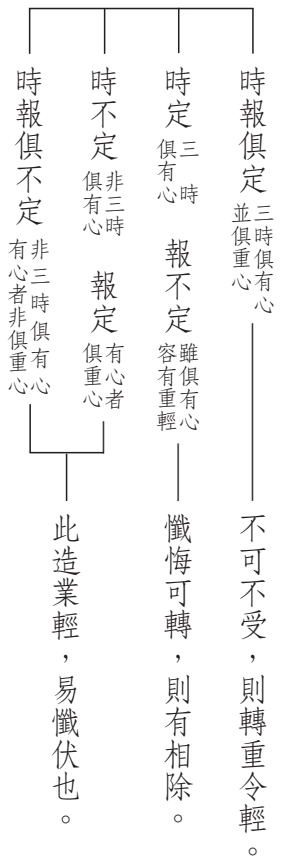 時報俱定 三時俱有心
並俱重心
不可不受，則轉重令輕。
時定 三時
俱有心
報不定 雖俱有心
容有重輕
懺悔可轉，則有相除。
時不定 非三時
俱有心
報定 有心者
俱重心
時報俱不定 非三時俱有心
有心者非俱重心
此造業輕，易懺伏也。